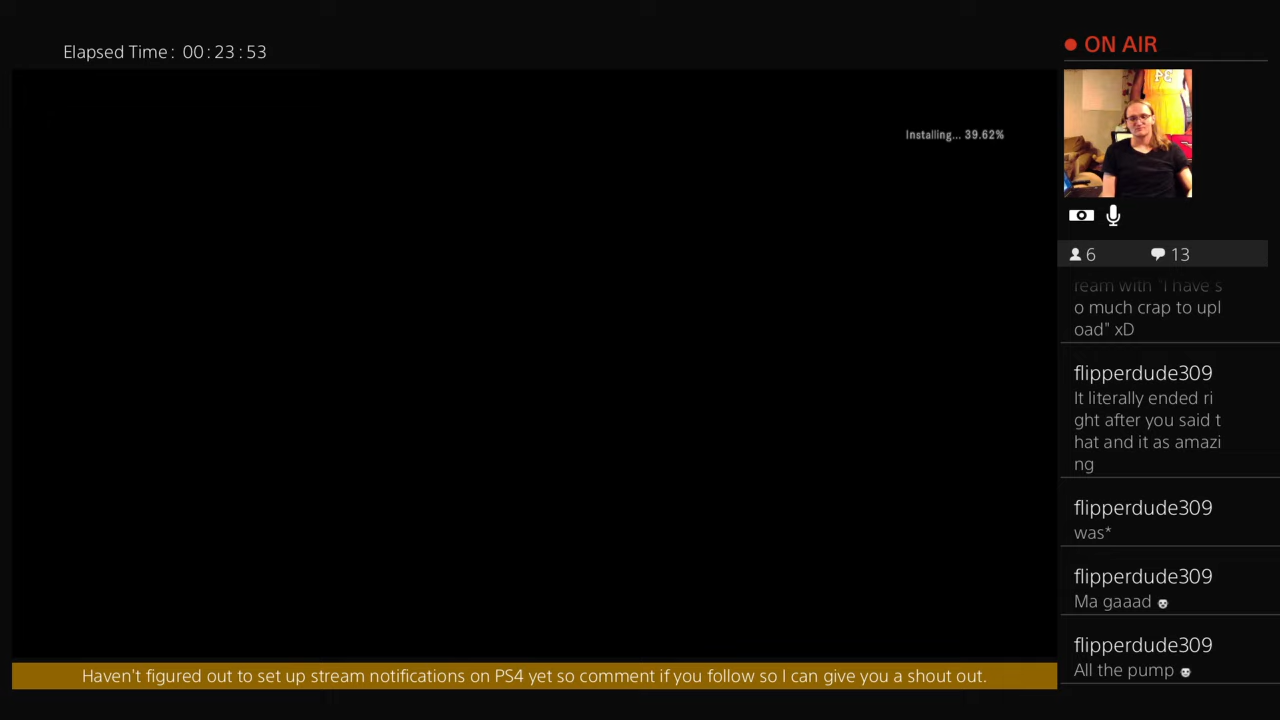 Elapsed Time: 00:23:53
ON AIR
Installing... 39.62%
6
13
ream with "I have s
o much crap to upl
oad" xD
flipperdude309
It literally ended ri
ght after you said t
hat and it as amazi
ng
flipperdude309
was*
flipperdude309
Ma gaaad
flipperdude309
All the pump
Haven't figured out to set up stream notifications on PS4 yet so comment if you follow so I can give you a shout out.